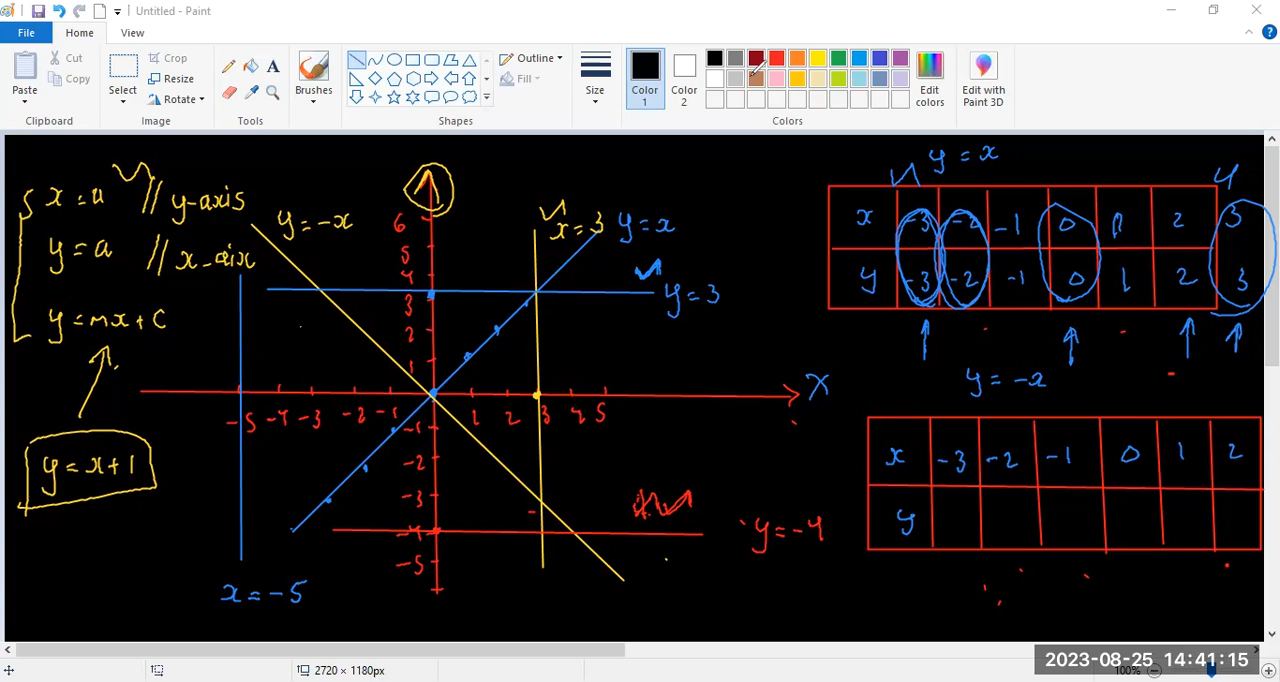 Untitled - Paint
File Home View
Paste
Cut
Copy
Clipboard
Select
Crop
Resize
Rotate
Image
A
Tools
Brushes
Outline
Fill
Shapes
Size
Color 1
Color 2
Colors
Edit colors
Edit with Paint 3D
x = a // y-axis
y = a // x-aix
y = mx + c
y = x+1
y = -x
x = 3
y = x
y = 3
6
5
4
3
2
1
-5 -4 -3 -2 -1 1 2 3 4 5
X
-1
-2
-3
-4
-5
y = -4
x = -5
y = x
x -3 -2 -1 0 1 2 3
y -3 -2 -1 0 1 2 3
y = -x
x -3 -2 -1 0 1 2
y
2720 × 1180px
100%
2023-08-25 14:41:15